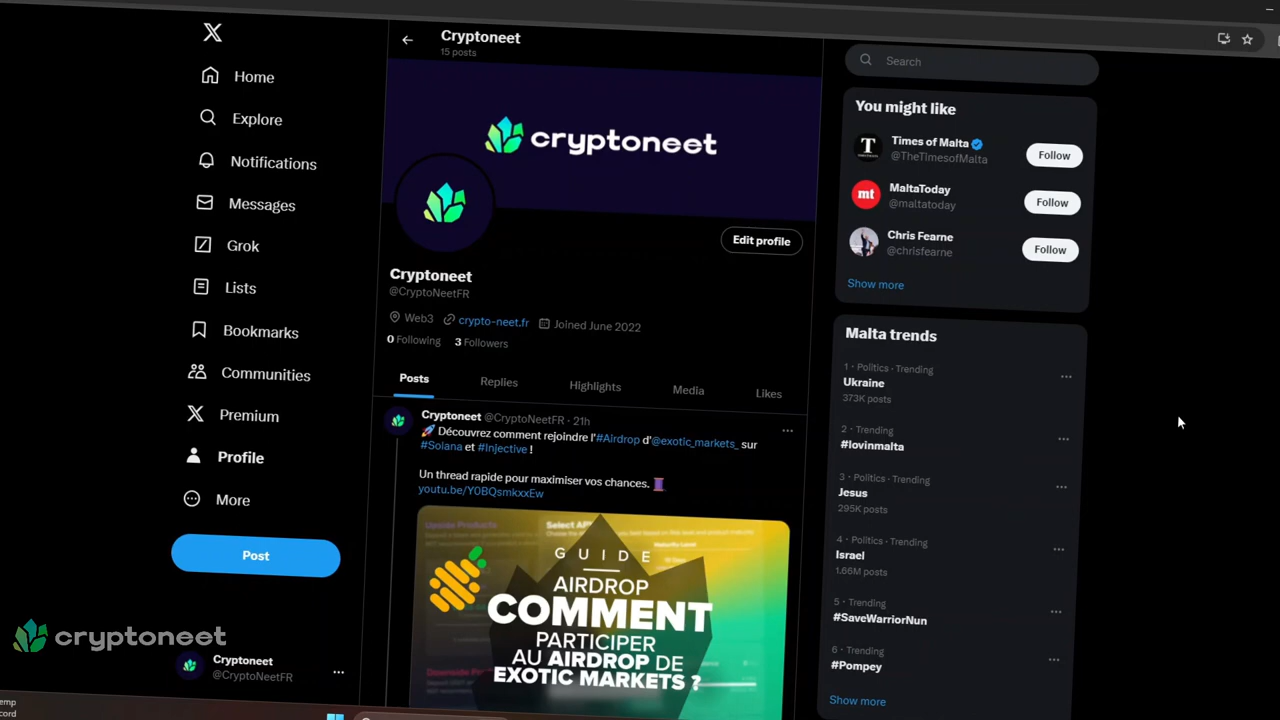 Home
Explore
Notifications
Messages
Grok
Lists
Bookmarks
Communities
Premium
Profile
More
Post
Cryptoneet
@CryptoNeetFR
cryptoneet
Cryptoneet
15 posts
cryptoneet
Edit profile
Cryptoneet
@CryptoNeetFR
Web3 crypto-neet.fr Joined June 2022
0 Following 3 Followers
Posts Replies Highlights Media Likes
Cryptoneet @CryptoNeetFR · 21h
🚀 Découvrez comment rejoindre l'#Airdrop d'@exotic_markets_ sur
#Solana et #Injective !
Un thread rapide pour maximiser vos chances. 🧵
youtu.be/Y0BQsmkxxEw
Upside Products
GUIDE
AIRDROP
COMMENT
PARTICIPER
AU AIRDROP DE
EXOTIC MARKETS ?
Search
You might like
Times of Malta
@TheTimesofMalta
Follow
MaltaToday
@maltatoday
Follow
Chris Fearne
@chrisfearne
Follow
Show more
Malta trends
1 · Politics · Trending
Ukraine
373K posts
2 · Trending
#lovinmalta
3 · Politics · Trending
Jesus
295K posts
4 · Politics · Trending
Israel
1.66M posts
5 · Trending
#SaveWarriorNun
6 · Trending
#Pompey
Show more